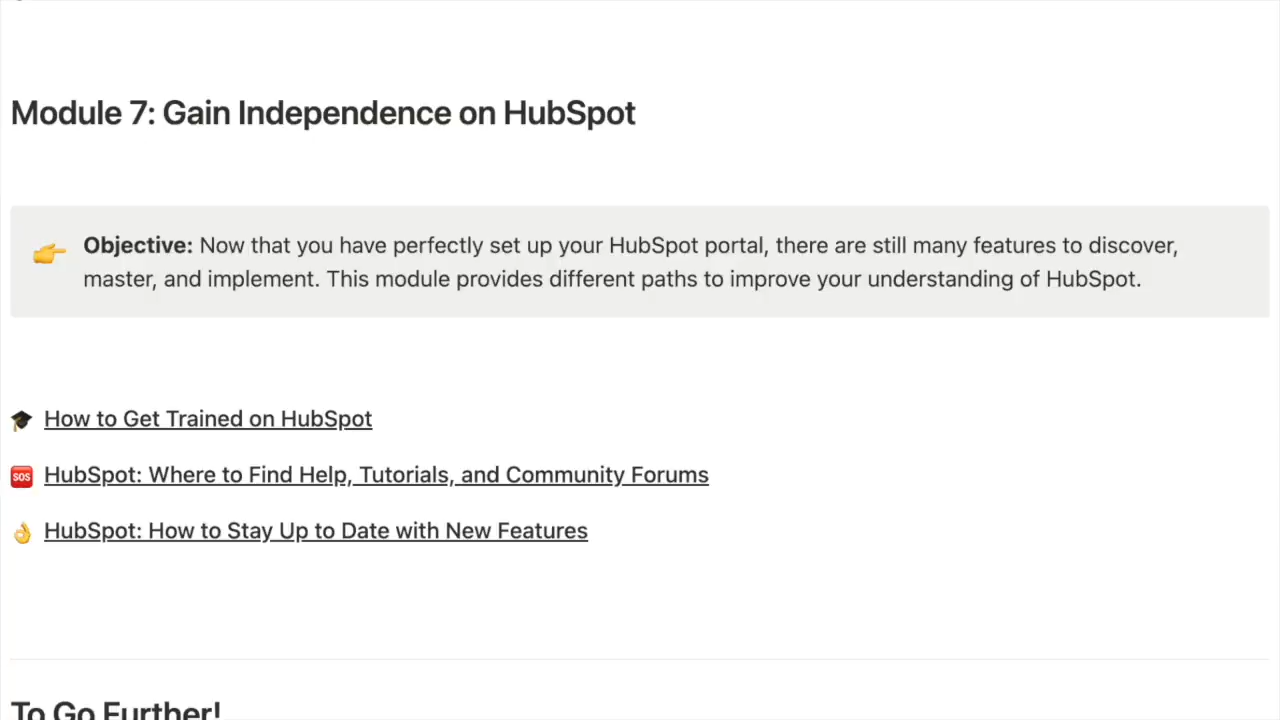 Module 7: Gain Independence on HubSpot
Objective: Now that you have perfectly set up your HubSpot portal, there are still many features to discover,
master, and implement. This module provides different paths to improve your understanding of HubSpot.
How to Get Trained on HubSpot
SOS
HubSpot: Where to Find Help, Tutorials, and Community Forums
HubSpot: How to Stay Up to Date with New Features
To Go Further!